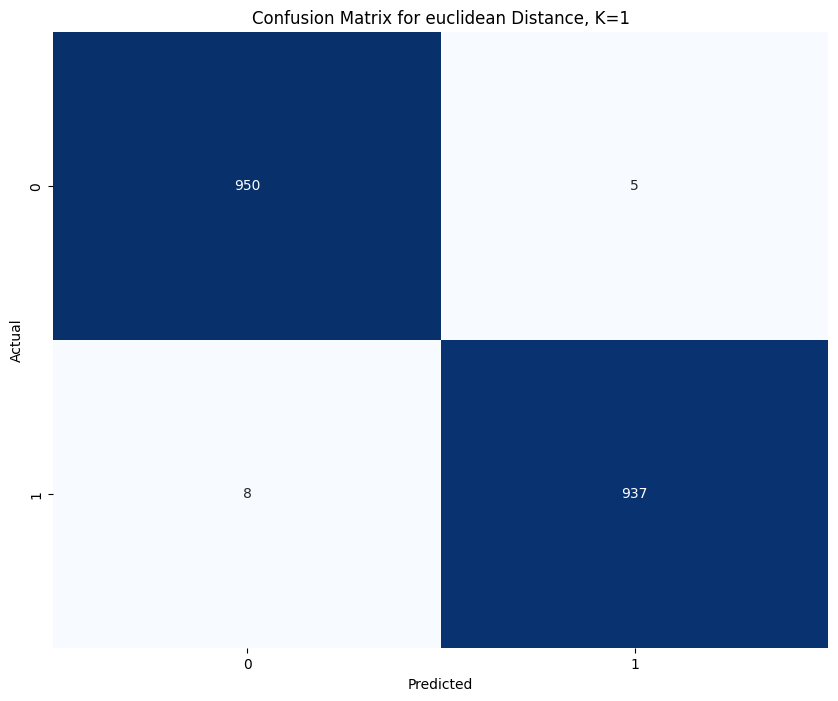 Confusion Matrix for euclidean Distance, K=1
0
950
5
Actual
1
8
937
0
1
Predicted